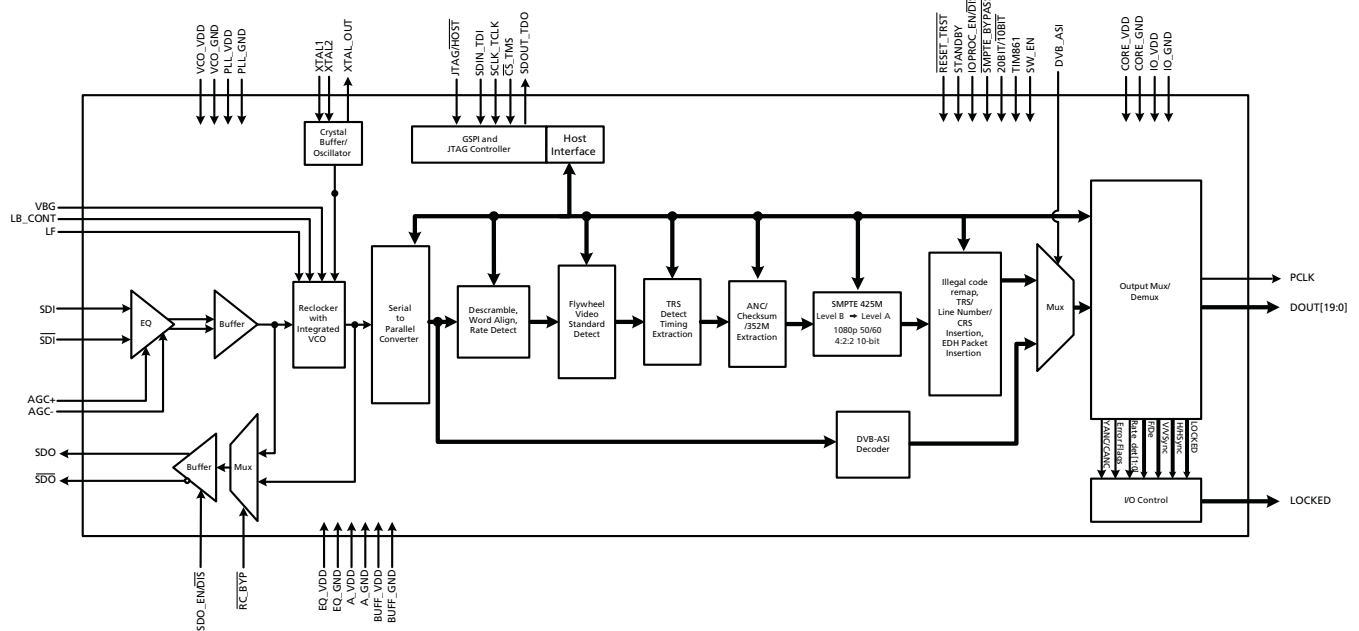 VCO_VDD
VCO_GND
PLL_VDD
PLL_GND
XTAL1
XTAL2
XTAL_OUT
JTAG/HOST
SDIN_TDI
SCLK_TCLK
CS_TMS
SDOUT_TDO
RESET_TRST
STANDBY
IOPROC_EN/DIS
SMPTE_BYPASS
20BIT/10BIT
TIM861
SW_EN
DVB_ASI
CORE_VDD
CORE_GND
IO_VDD
IO_GND
Crystal
Buffer/
Oscillator
GSPI and
JTAG Controller
Host
Interface
VBG
LB_CONT
LF
SDI
SDI
EQ
Buffer
Reclocker
with
Integrated
VCO
Serial
to
Parallel
Converter
Descramble,
Word Align,
Rate Detect
Flywheel
Video
Standard
Detect
TRS
Detect
Timing
Extraction
ANC/
Checksum
/352M
Extraction
SMPTE 425M
Level B ➡ Level A
1080p 50/60
4:2:2 10-bit
Illegal code
remap,
TRS/
Line Number/
CRS
Insertion,
EDH Packet
Insertion
Mux
Output Mux/
Demux
PCLK
DOUT[19:0]
AGC+
AGC-
SDO
SDO
Buffer
Mux
DVB-ASI
Decoder
YANC/CANC
Error Flags
Rate_det[1:0]
F/De
V/VSync
H/HSync
LOCKED
I/O Control
LOCKED
SDO_EN/DIS
RC_BYP
EQ_VDD
EQ_GND
A_VDD
A_GND
BUFF_VDD
BUFF_GND